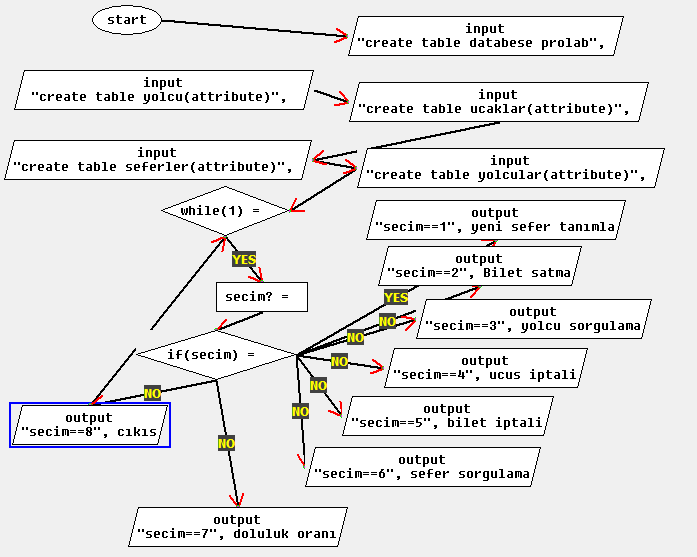 start
input
"create table databese prolab",
input
"create table yolcu(attribute)",
input
"create table ucaklar(attribute)",
input
"create table seferler(attribute)",
input
"create table yolcular(attribute)",
while(1) =
output
"secim==1", yeni sefer tanımla
YES
output
"secim==2", Bilet satma
secim? =
YES
output
"secim==3", yolcu sorgulama
NO
NO
if(secim) =
output
"secim==4", ucus iptali
NO
NO
NO
output
"secim==5", bilet iptali
NO
output
"secim==8", cıkıs
NO
output
"secim==6", sefer sorgulama
output
"secim==7", doluluk oranı